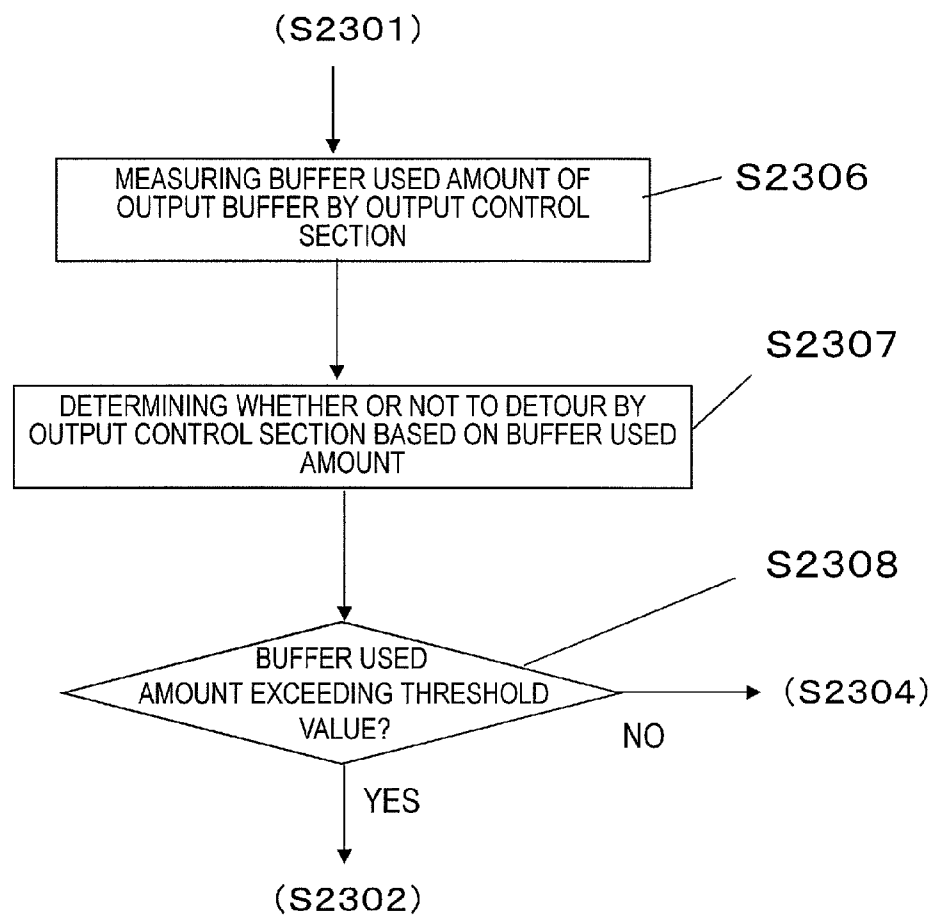 (S2301)
MEASURING BUFFER USED AMOUNT OF
OUTPUT BUFFER BY OUTPUT CONTROL
SECTION
S2306
S2307
DETERMINING WHETHER OR NOT TO DETOUR BY
OUTPUT CONTROL SECTION BASED ON BUFFER USED
AMOUNT
S2308
BUFFER USED
AMOUNT EXCEEDING THRESHOLD
VALUE?
(S2304)
NO
YES
(S2302)